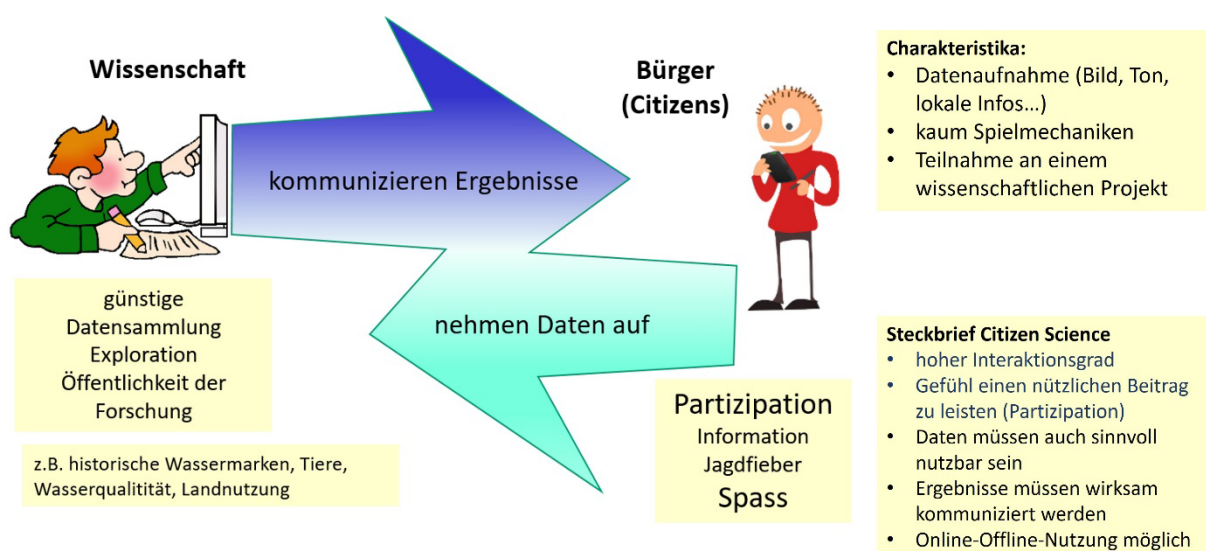 Wissenschaft
kommunizieren Ergebnisse
Bürger
(Citizens)
nehmen Daten auf
günstige
Datensammlung
Exploration
Öffentlichkeit der
Forschung
z.B. historische Wassermarken, Tiere,
Wasserqualitität, Landnutzung
Partizipation
Information
Jagdfieber
Spass
Charakteristika:
• Datenaufnahme (Bild, Ton,
lokale Infos...)
• kaum Spielmechaniken
• Teilnahme an einem
wissenschaftlichen Projekt
Steckbrief Citizen Science
• hoher Interaktionsgrad
• Gefühl einen nützlichen Beitrag
zu leisten (Partizipation)
• Daten müssen auch sinnvoll
nutzbar sein
• Ergebnisse müssen wirksam
kommuniziert werden
• Online-Offline-Nutzung möglich